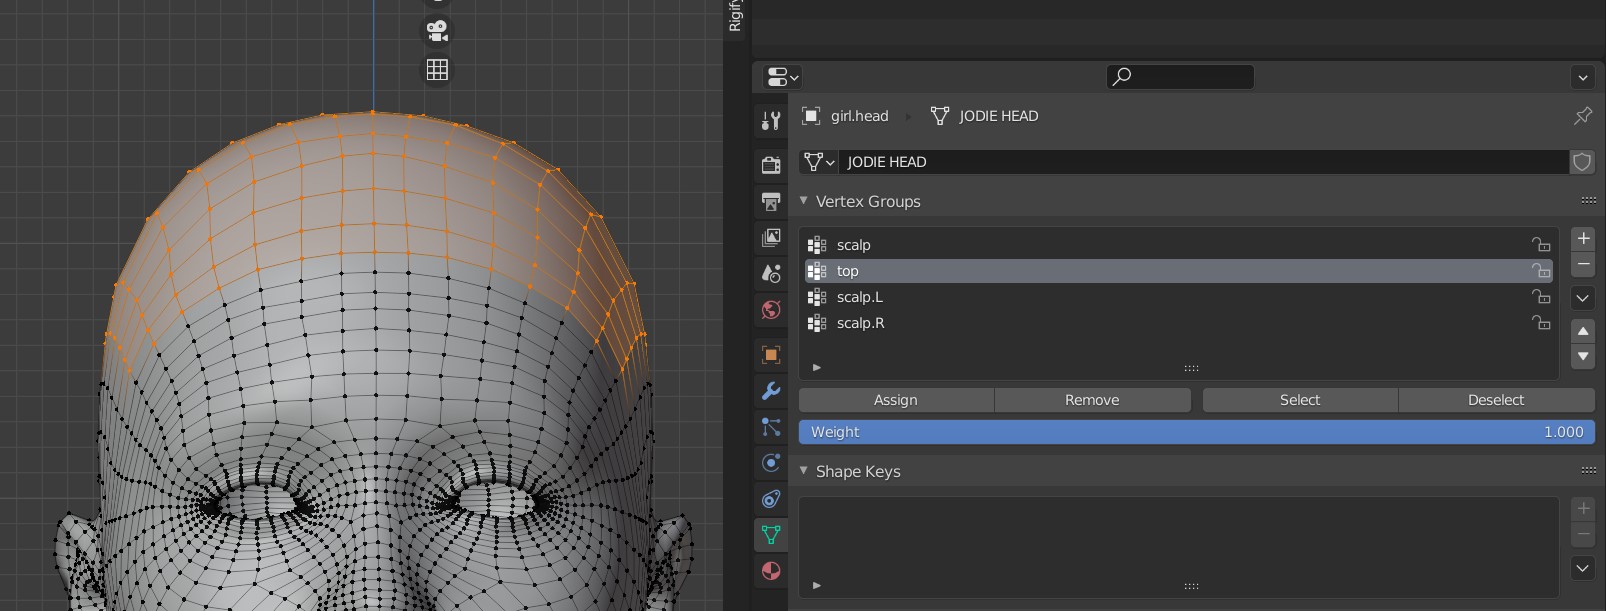 Rigify
girl.head
JODIE HEAD
JODIE HEAD
Vertex Groups
scalp
top
scalp.L
scalp.R
Assign
Remove
Select
Deselect
Weight 1.000
Shape Keys